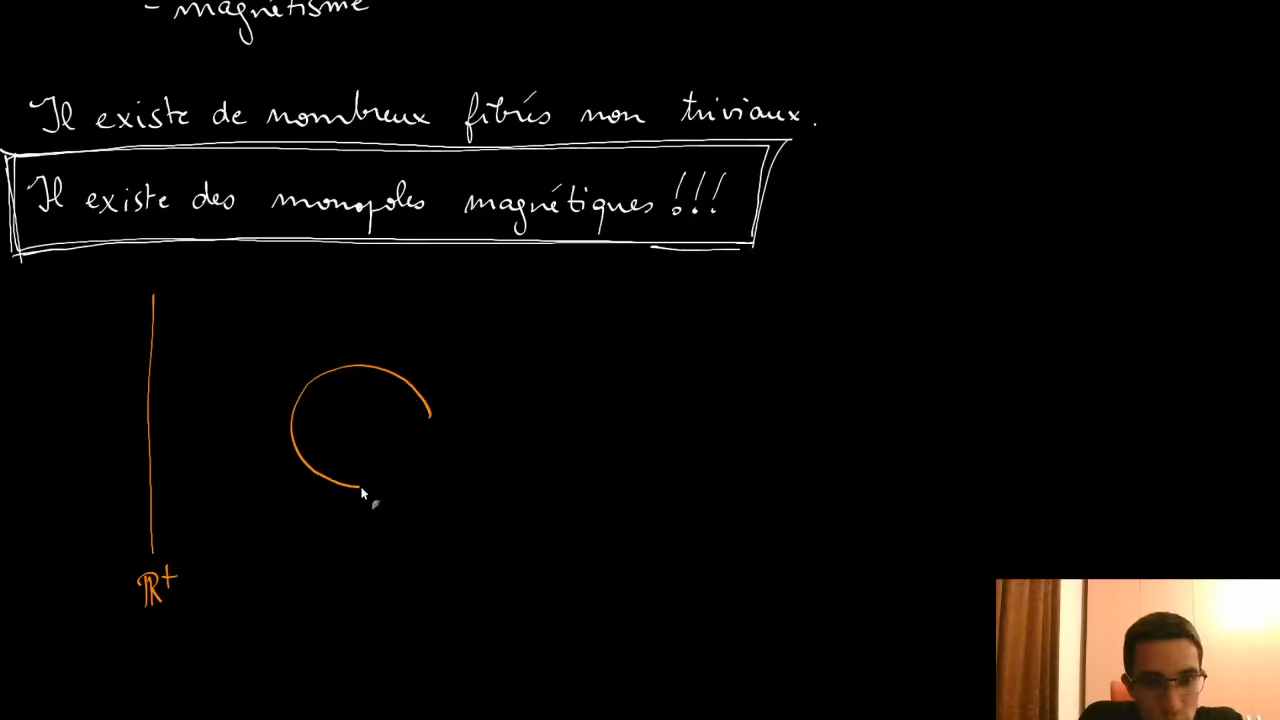 - magnétisme
Il existe de nombreux fibrés non triviaux.
Il existe des monopoles magnétiques !!!
ℝ+